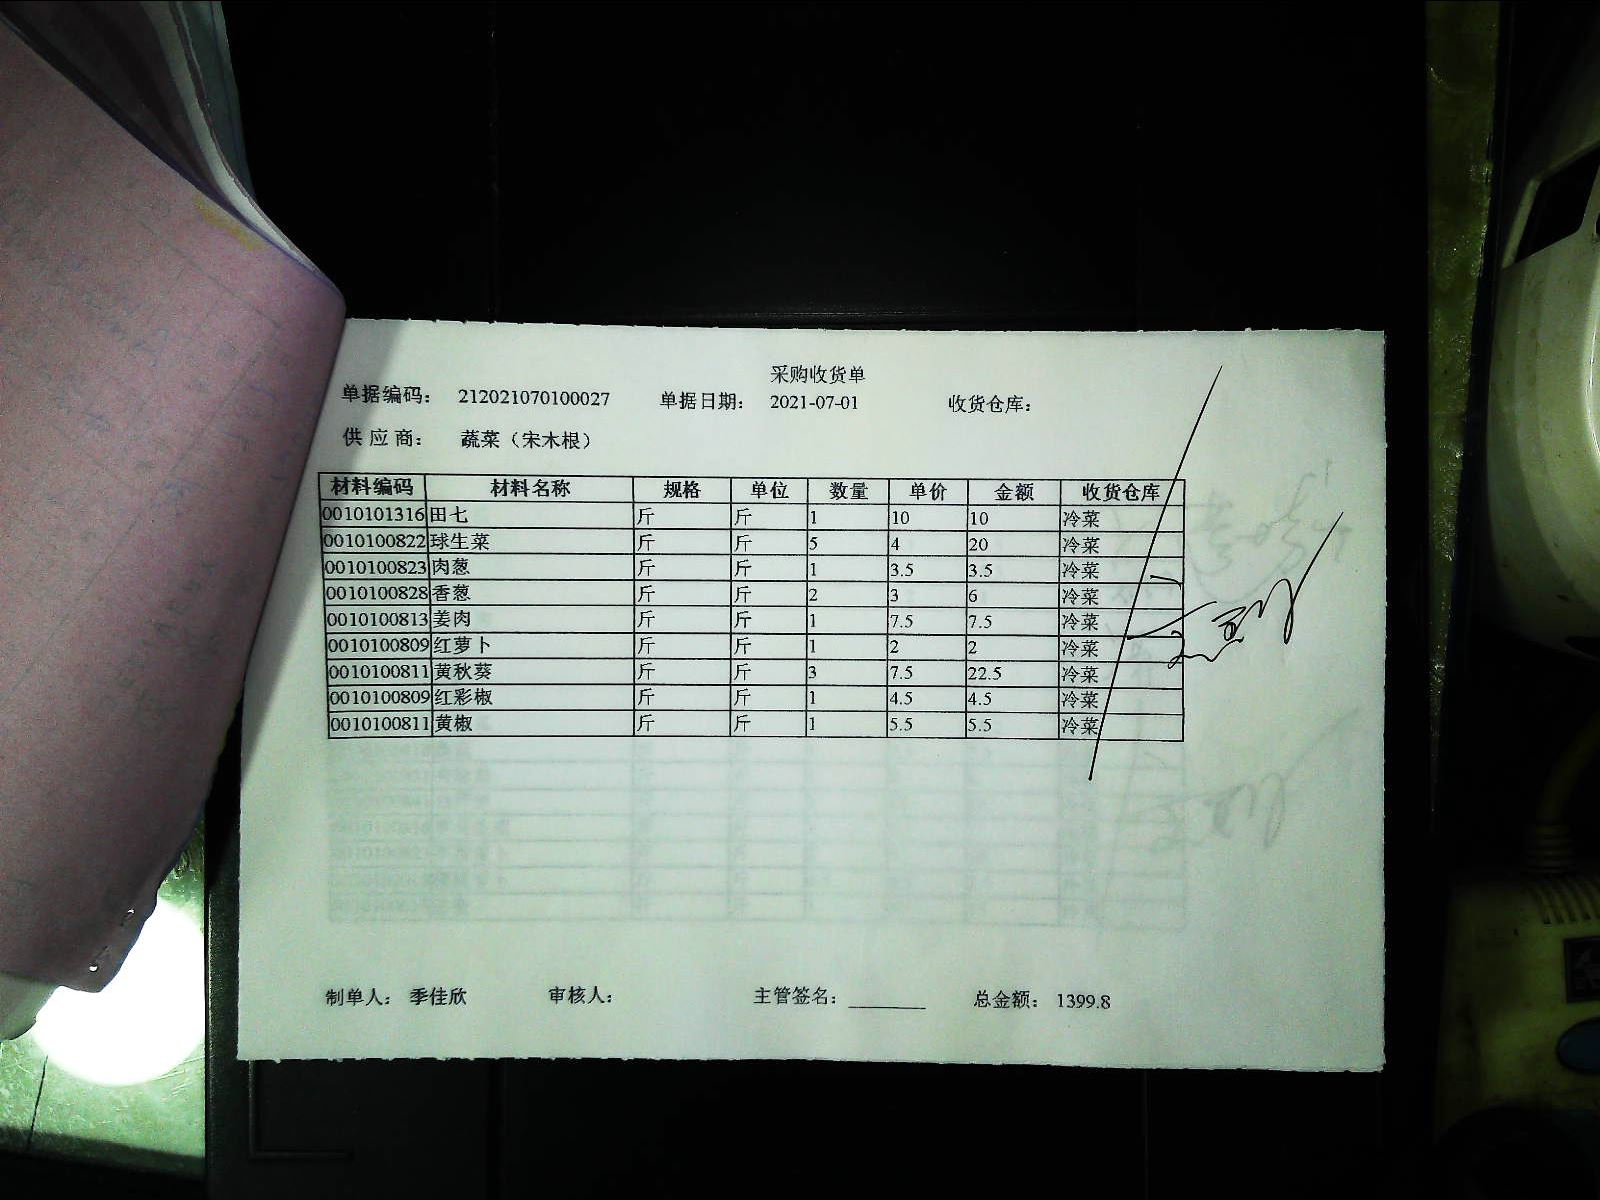 采购收货单
单据编码： 212021070100027 单据日期： 2021-07-01 收货仓库：
供应商： 蔬菜（宋木根）
材料编码 材料名称 规格 单位 数量 单价 金额 收货仓库
0010101316 田七 斤 斤 1 10 10 冷菜
0010100822 球生菜 斤 斤 5 4 20 冷菜
0010100823 肉葱 斤 斤 1 3.5 3.5 冷菜
0010100828 香葱 斤 斤 2 3 6 冷菜
0010100813 姜肉 斤 斤 1 7.5 7.5 冷菜
0010100809 红萝卜 斤 斤 1 2 2 冷菜
0010100811 黄秋葵 斤 斤 3 7.5 22.5 冷菜
0010100809 红彩椒 斤 斤 1 4.5 4.5 冷菜
0010100811 黄椒 斤 斤 1 5.5 5.5 冷菜
制单人： 季佳欣 审核人： 主管签名： 总金额： 1399.8